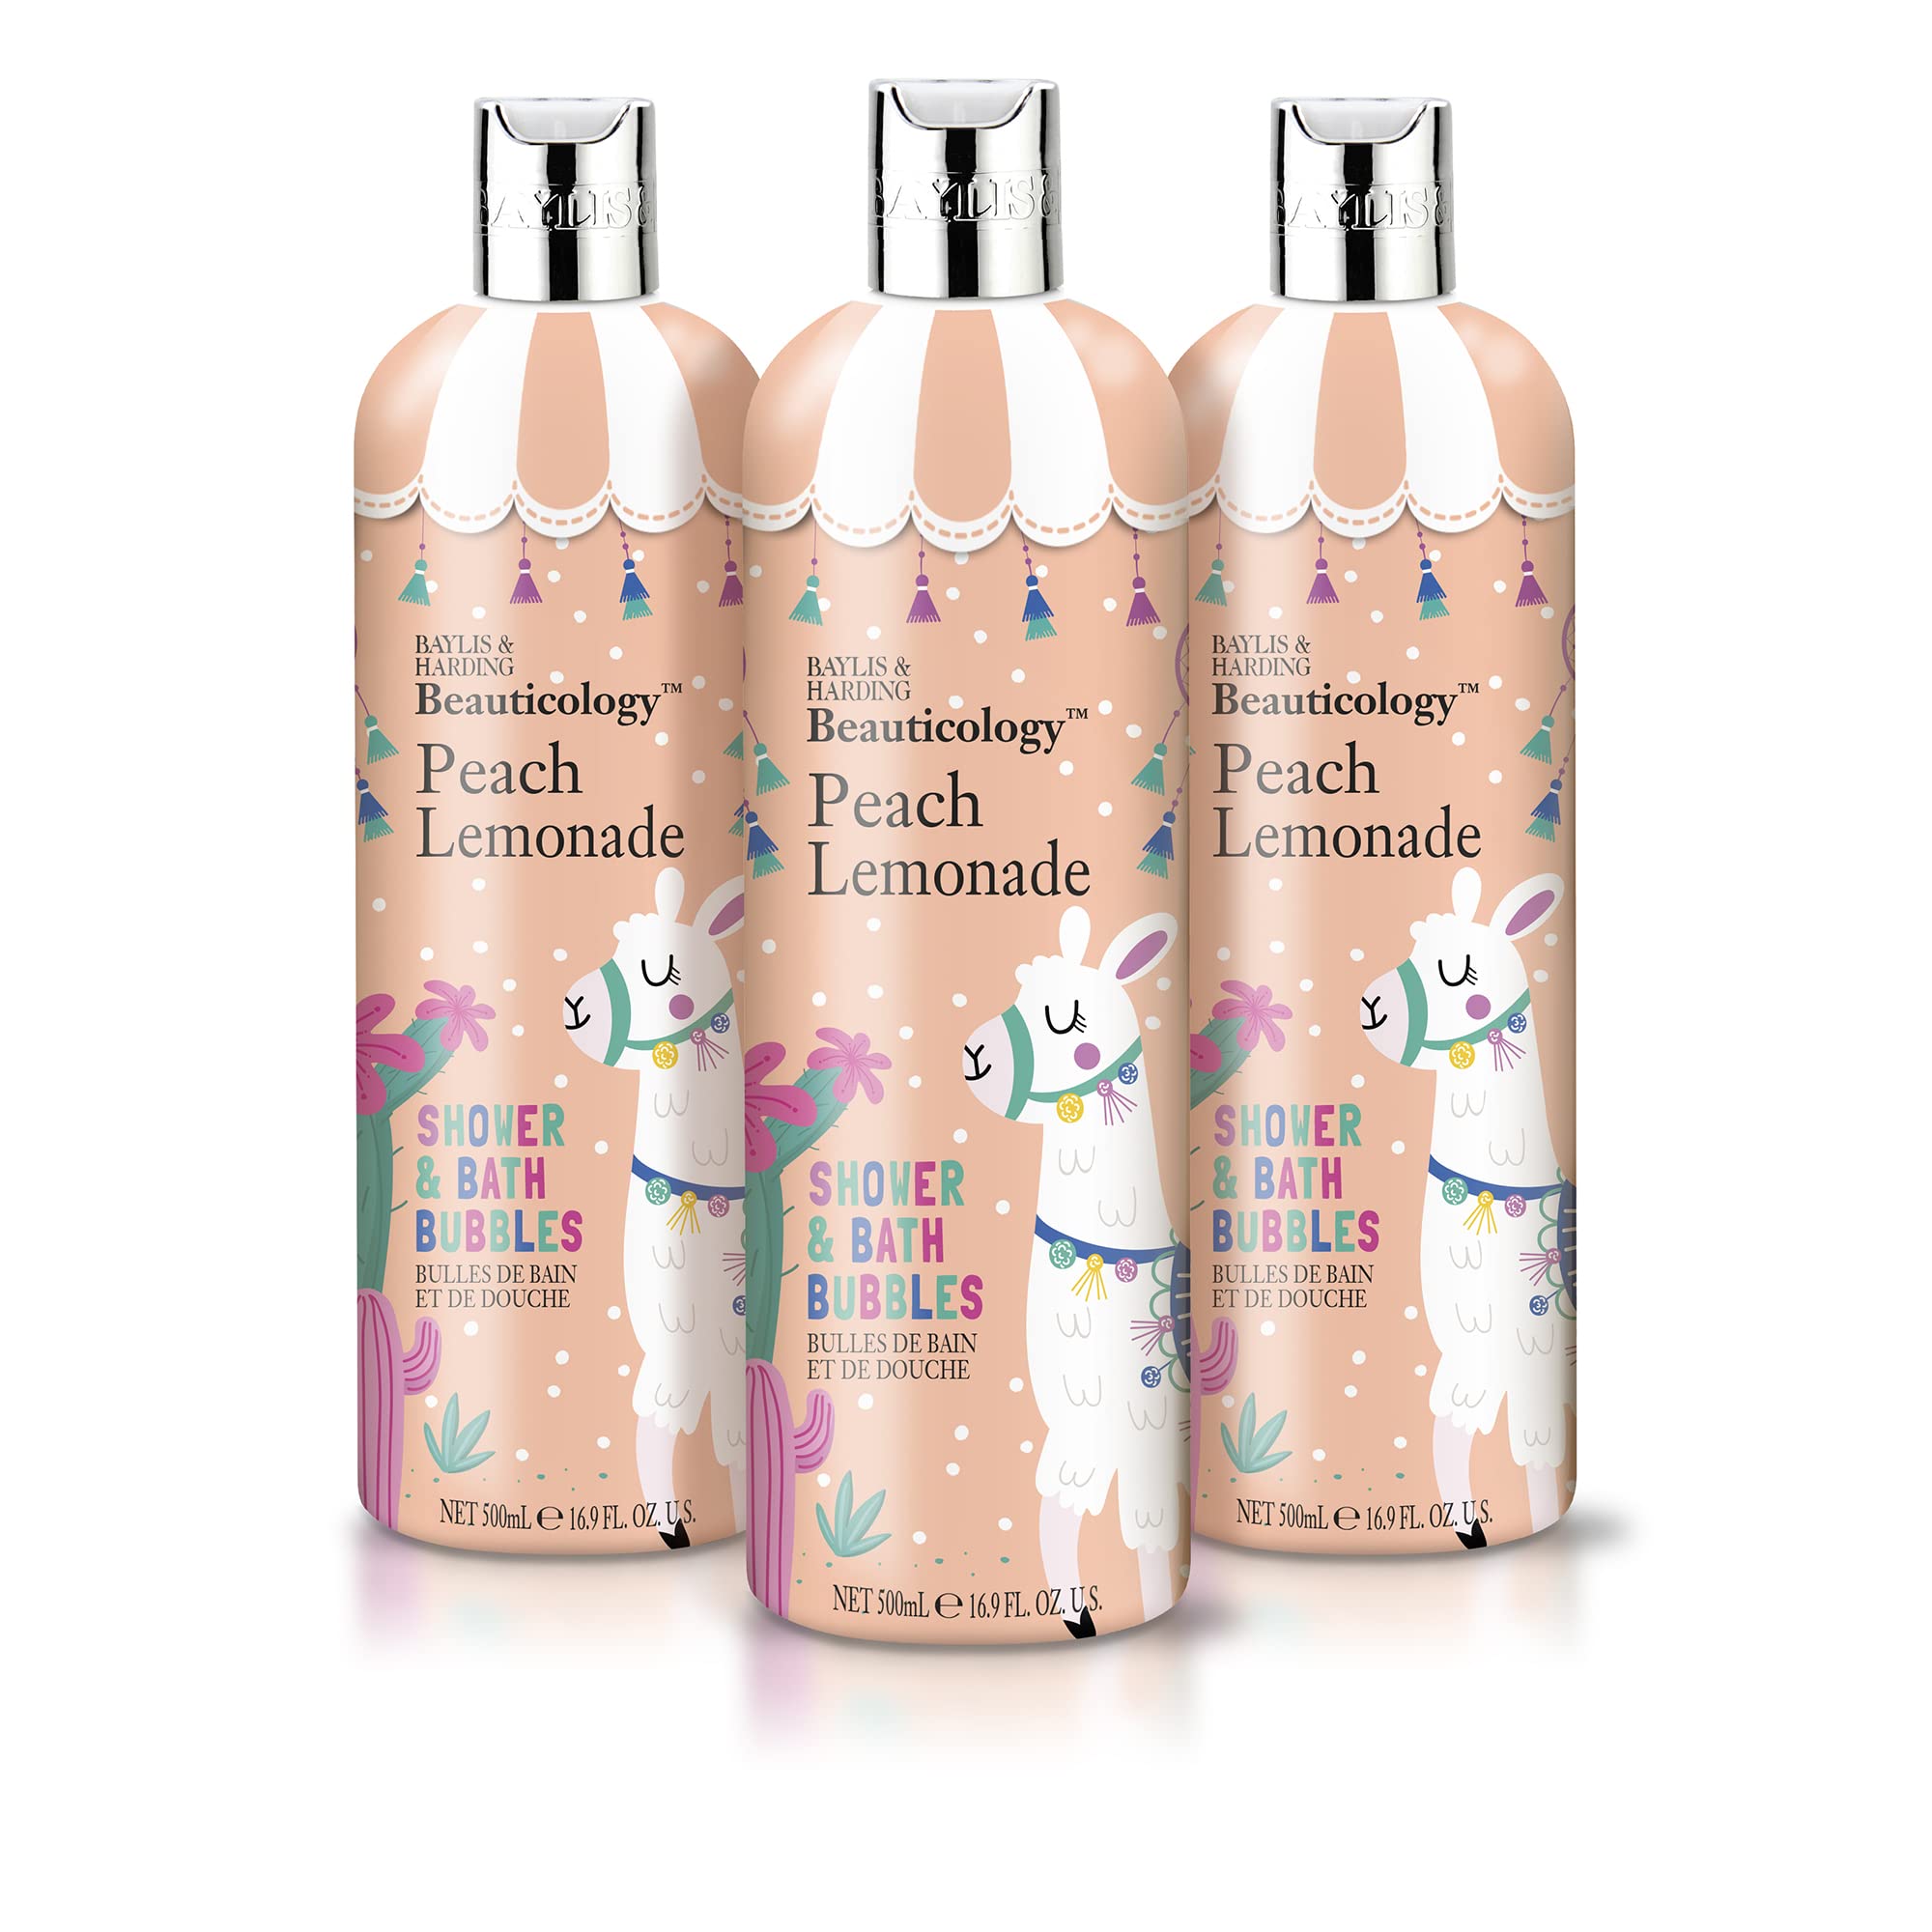 BAYLIS &
BAYLIS &
HARDING
Beauticology™
Peach
Lemonade
SHOWER
& BATH
BUBBLES
BULLES DE BAIN
ET DE DOUCHE
NET 500mL ℮ 16.9 FL. OZ. U.S.
BAYLIS &
BAYLIS &
HARDING
Beauticology™
Peach
Lemonade
SHOWER
& BATH
BUBBLES
BULLES DE BAIN
ET DE DOUCHE
NET 500mL ℮ 16.9 FL. OZ. U.S.
BAYLIS &
BAYLIS &
HARDING
Beauticology™
Peach
Lemonade
SHOWER
& BATH
BUBBLES
BULLES DE BAIN
ET DE DOUCHE
NET 500mL ℮ 16.9 FL. OZ. U.S.